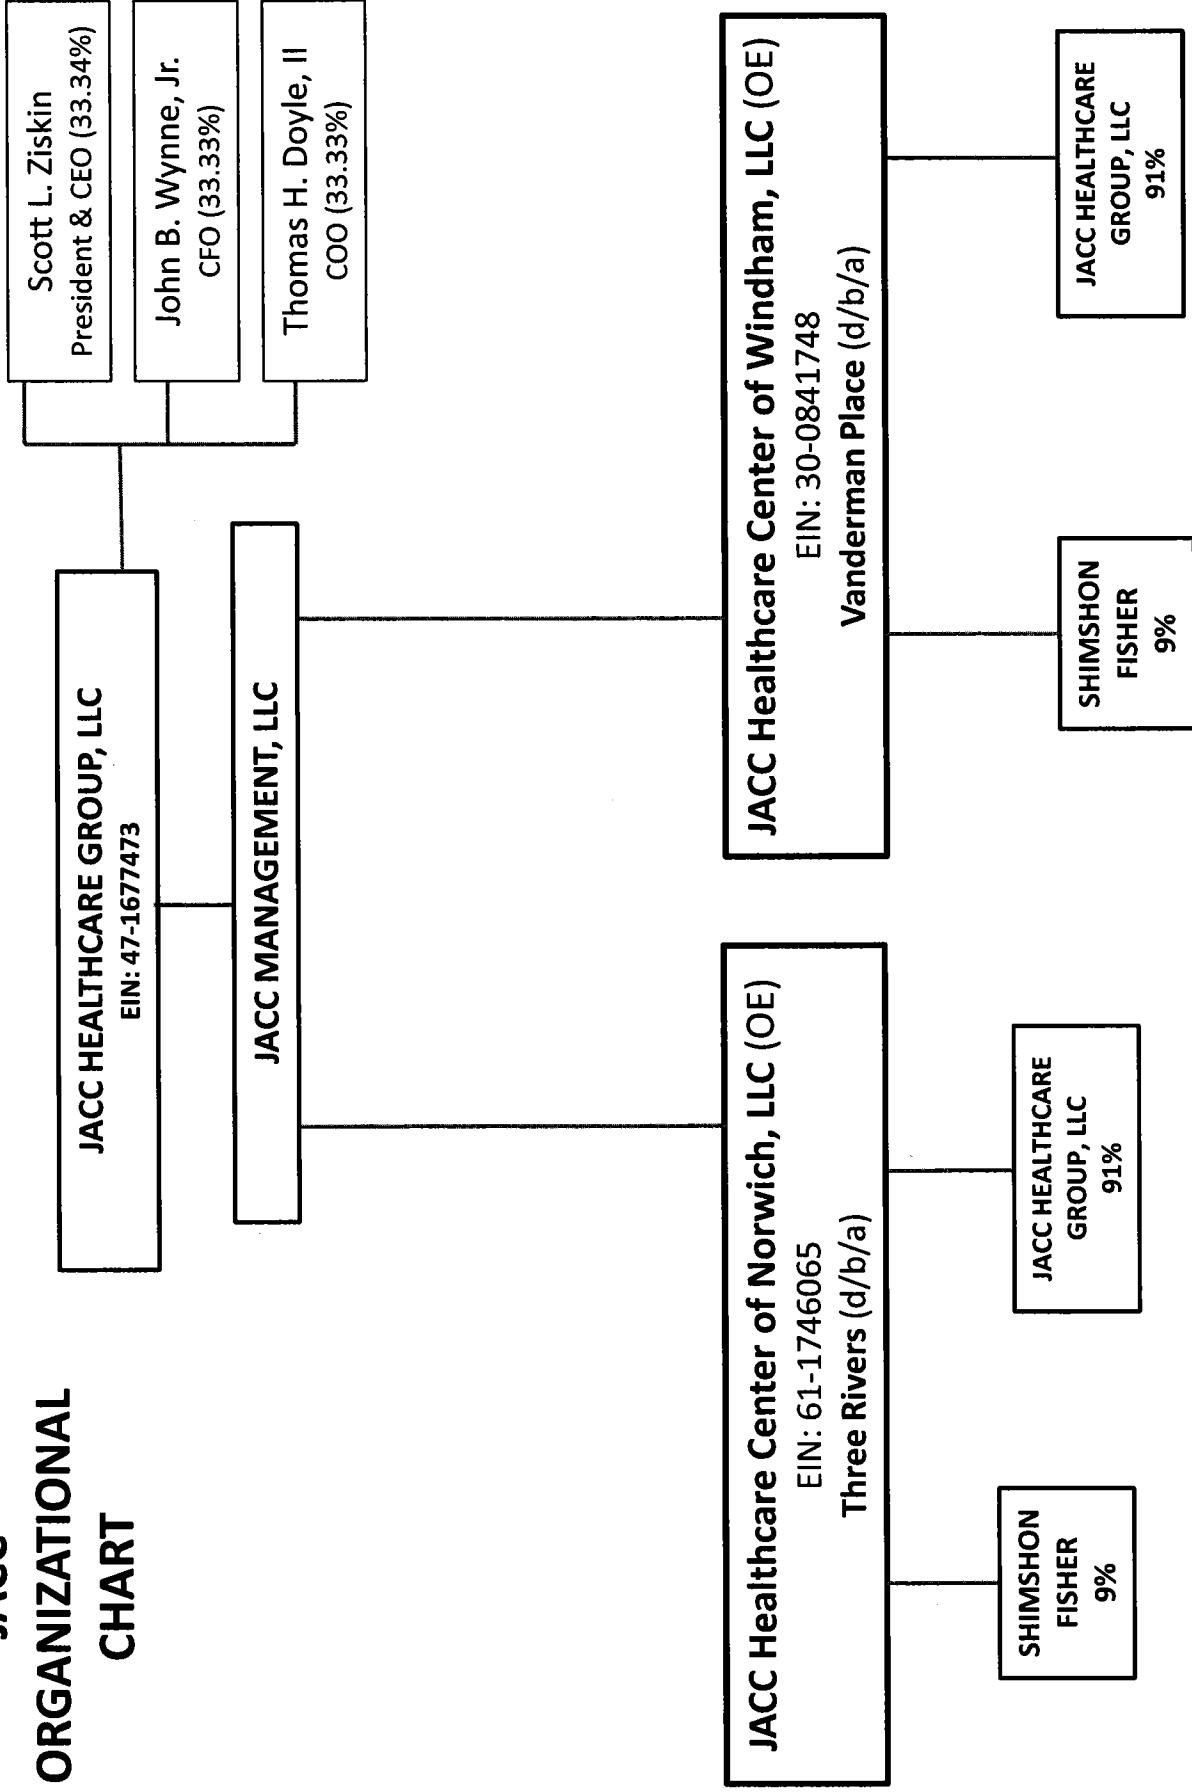 JACC
ORGANIZATIONAL
CHART
JACC HEALTHCARE GROUP, LLC
EIN: 47-1677473
Scott L. Ziskin
President & CEO (33.34%)
John B. Wynne, Jr.
CFO (33.33%)
Thomas H. Doyle, II
COO (33.33%)
JACC MANAGEMENT, LLC
JACC Healthcare Center of Norwich, LLC (OE)
EIN: 61-1746065
Three Rivers (d/b/a)
JACC Healthcare Center of Windham, LLC (OE)
EIN: 30-0841748
Vanderman Place (d/b/a)
SHIMSHON
FISHER
9%
JACC HEALTHCARE
GROUP, LLC
91%
SHIMSHON
FISHER
9%
JACC HEALTHCARE
GROUP, LLC
91%